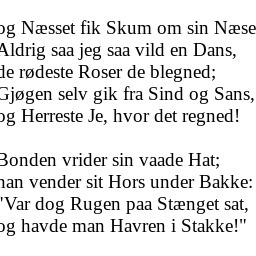 og Næsset fik Skum om sin Næse
Aldrig saa jeg saa vild en Dans,
de rødeste Roser de blegned;
Gjøgen selv gik fra Sind og Sans,
og Herreste Je, hvor det regned!

Bonden vrider sin vaade Hat;
han vender sit Hors under Bakke:
"Var dog Rugen paa Stænget sat,
og havde man Havren i Stakke!"